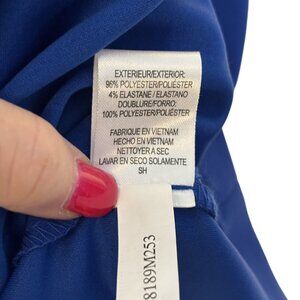 EXTERIEUR/EXTERIOR:
96% POLYESTER/POLIÉSTER
4% ELASTANE / ELASTANO
DOUBLURE/FORRO:
100% POLYESTER/POLIÉSTER
FABRIQUE EN VIETNAM
HECHO EN VIETNAM
NETTOYER A SEC
LAVAR EN SECO SOLAMENTE
SH
8189M253